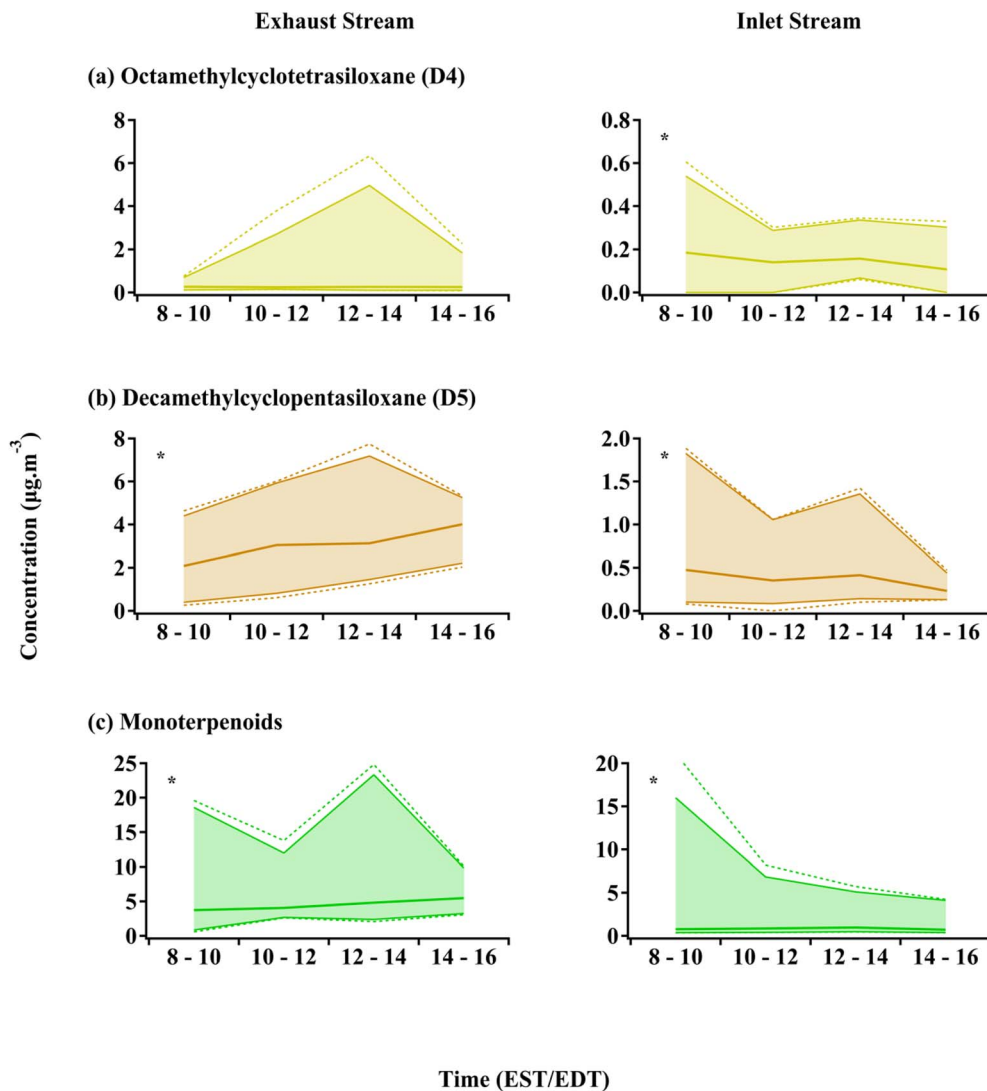 Exhaust Stream
Inlet Stream
(a) Octamethylcyclotetrasiloxane (D4)
8
6
4
2
0
8 - 10 10 - 12 12 - 14 14 - 16
*
0.8
0.6
0.4
0.2
0.0
8 - 10 10 - 12 12 - 14 14 - 16
(b) Decamethylcyclopentasiloxane (D5)
*
8
6
4
2
0
8 - 10 10 - 12 12 - 14 14 - 16
*
2.0
1.5
1.0
0.5
0.0
8 - 10 10 - 12 12 - 14 14 - 16
(c) Monoterpenoids
*
25
20
15
10
5
0
8 - 10 10 - 12 12 - 14 14 - 16
*
20
15
10
5
0
8 - 10 10 - 12 12 - 14 14 - 16
Concentration (µg.m⁻³)
Time (EST/EDT)